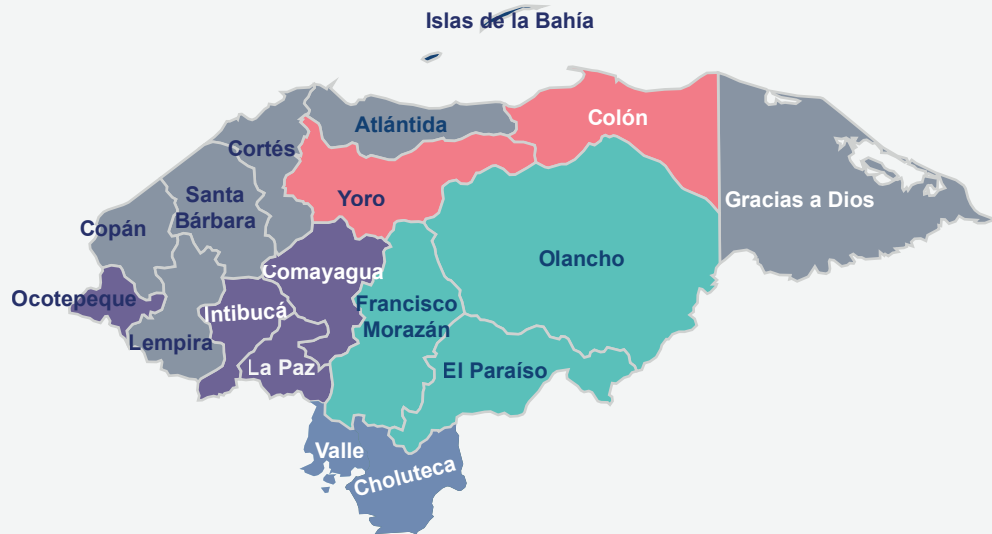 Islas de la Bahía
Colón
Atlántida
Cortés
Yoro
Santa
Bárbara
Gracias a Dios
Copán
Olancho
Comayagua
Ocotepeque
Intibucá
Francisco
Morazán
Lempira
La Paz
El Paraíso
Valle
Choluteca